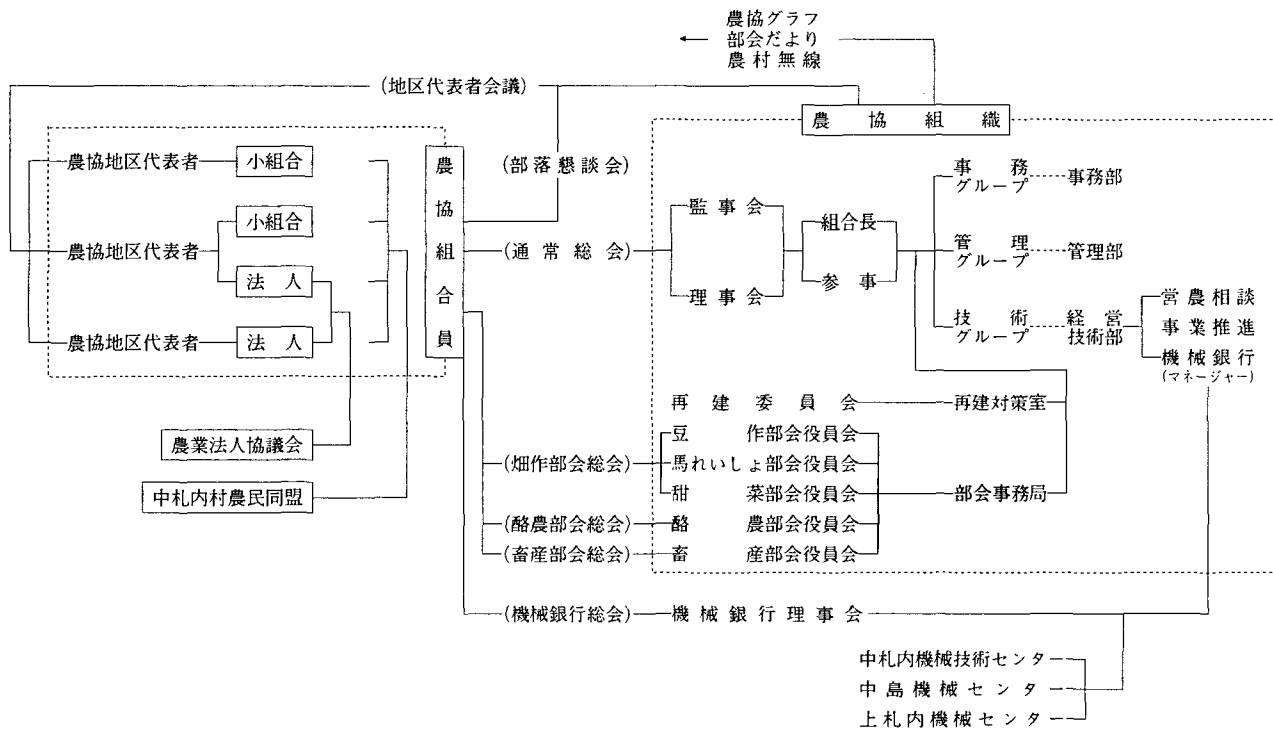 農協グラフ
部会だより
農村無線
(地区代表者会議)
農協組織
農協地区代表者
小組合
小組合
農協地区代表者
法人
農協地区代表者
法人
農業法人協議会
中札内村農民同盟
農協組合員
(部落懇談会)
(通常総会)
監事会
理事会
組合長
参事
事務
グループ
事務部
管理
グループ
管理部
技術
グループ
経営
技術部
営農相談
事業推進
機械銀行
(マネージャー)
再建委員会
再建対策室
(畑作部会総会)
豆作部会役員会
馬れいしょ部会役員会
甜菜部会役員会
部会事務局
(酪農部会総会)
酪農部会役員会
(畜産部会総会)
畜産部会役員会
(機械銀行総会)
機械銀行理事会
中札内機械技術センター
中島機械センター
上札内機械センター